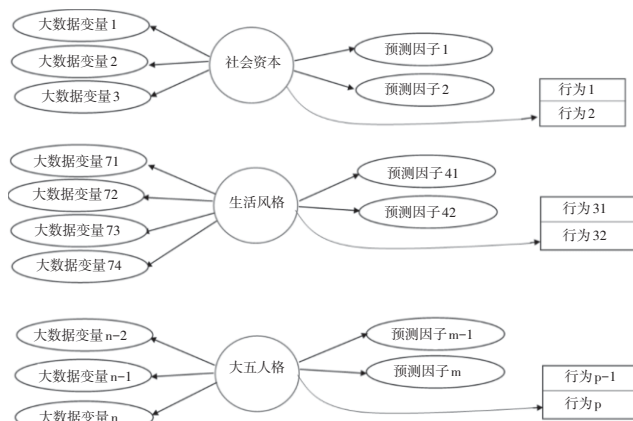 大数据变量1
大数据变量2
大数据变量3
社会资本
预测因子1
预测因子2
行为1
行为2
大数据变量71
大数据变量72
大数据变量73
大数据变量74
生活风格
预测因子41
预测因子42
行为31
行为32
大数据变量n-2
大数据变量n-1
大数据变量n
大五人格
预测因子m-1
预测因子m
行为p-1
行为p